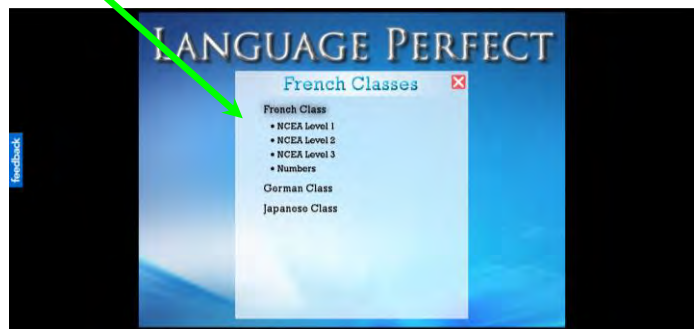 LANGUAGE PERFECT
French Classes
French Class
• NCEA Level 1
• NCEA Level 2
• NCEA Level 3
• Numbers
German Class
Japanese Class
feedback